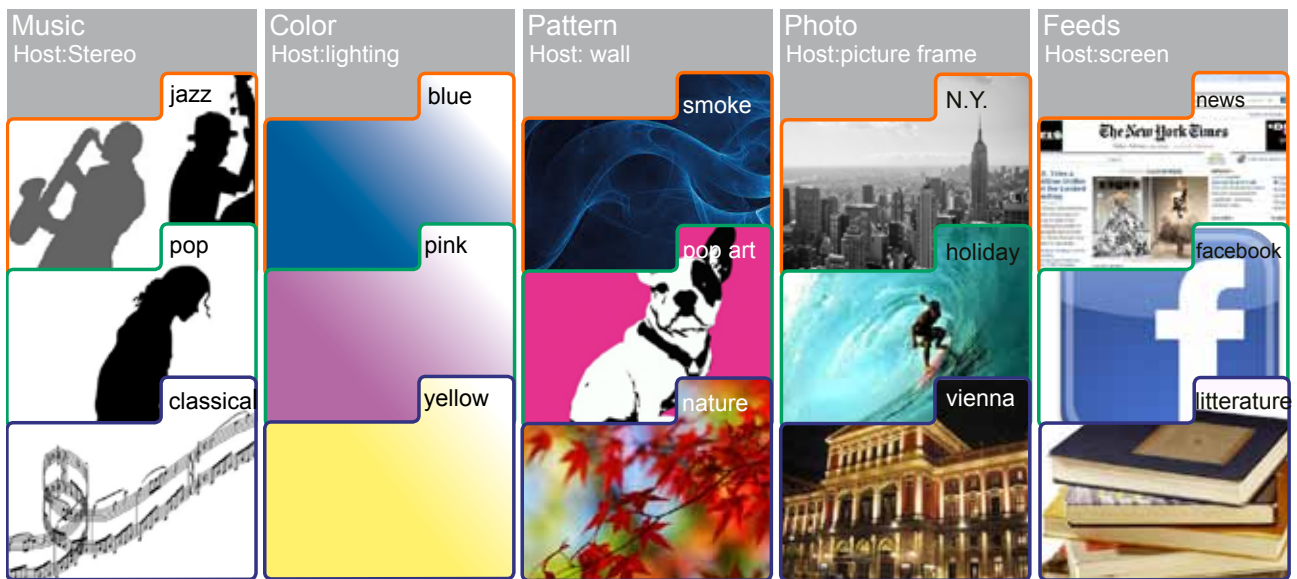 Music
Host:Stereo
jazz
pop
classical
Color
Host:lighting
blue
pink
yellow
Pattern
Host: wall
smoke
pop art
nature
Photo
Host:picture frame
N.Y.
holiday
vienna
Feeds
Host:screen
news
The New York Times
facebook
f
litterature